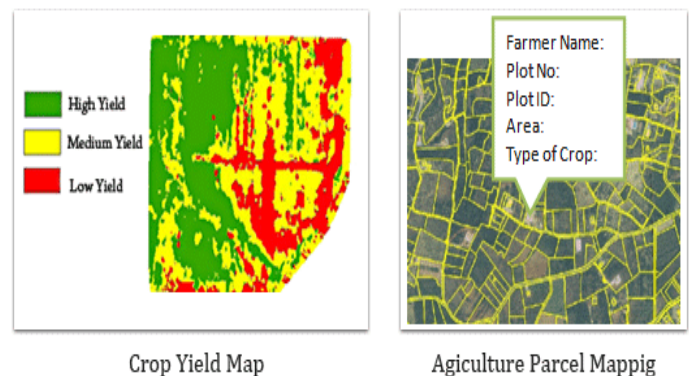 High Yield
Medium Yield
Low Yield
Farmer Name:
Plot No:
Plot ID:
Area:
Type of Crop:
Crop Yield Map
Agiculture Parcel Mappig